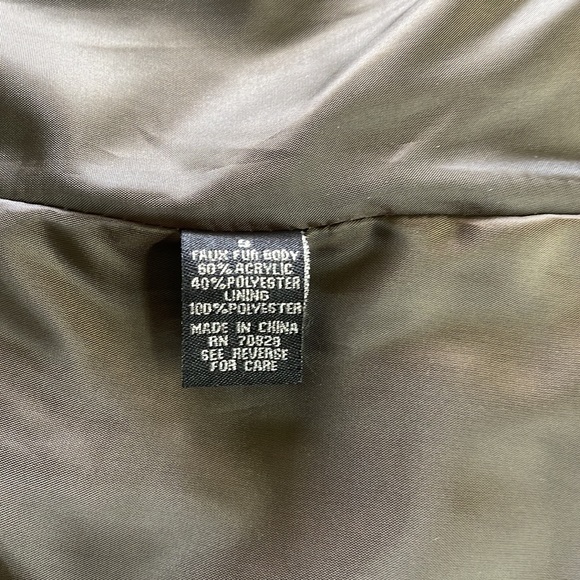 S
FAUX FUR BODY
60% ACRYLIC
40% POLYESTER
LINING
100% POLYESTER
MADE IN CHINA
RN 70829
SEE REVERSE
FOR CARE